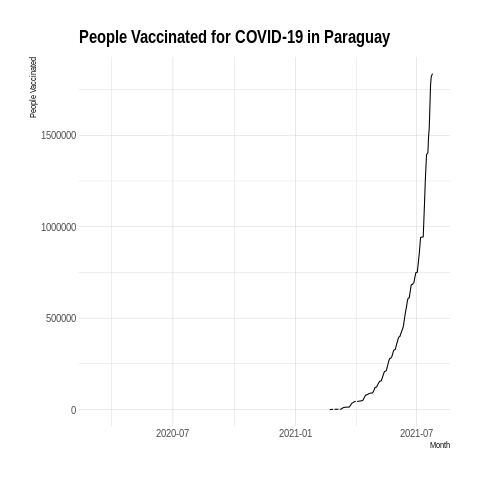 People Vaccinated for COVID-19 in Paraguay
People Vaccinated
1500000
1000000
500000
0
2020-07
2021-01
2021-07
Month